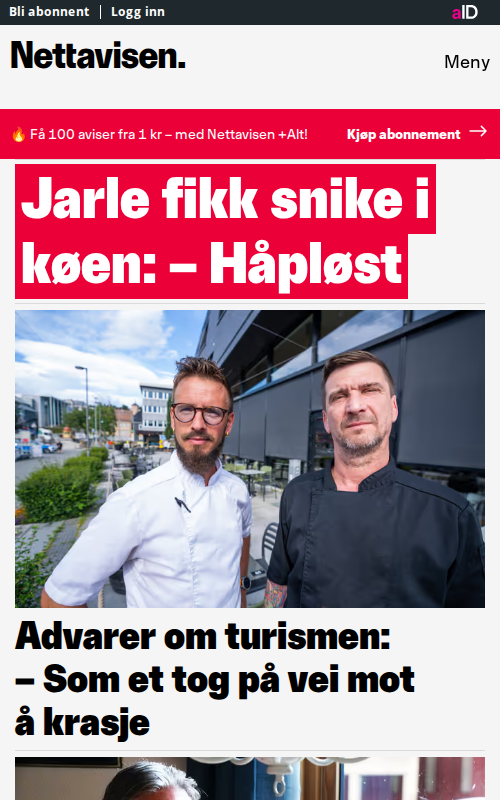 Bli abonnent
Logg inn
aID
Nettavisen.
Meny
🔥 Få 100 aviser fra 1 kr – med Nettavisen +Alt!
Kjøp abonnement →
Jarle fikk snike i
køen: – Håpløst
Advarer om turismen:
– Som et tog på vei mot
å krasje